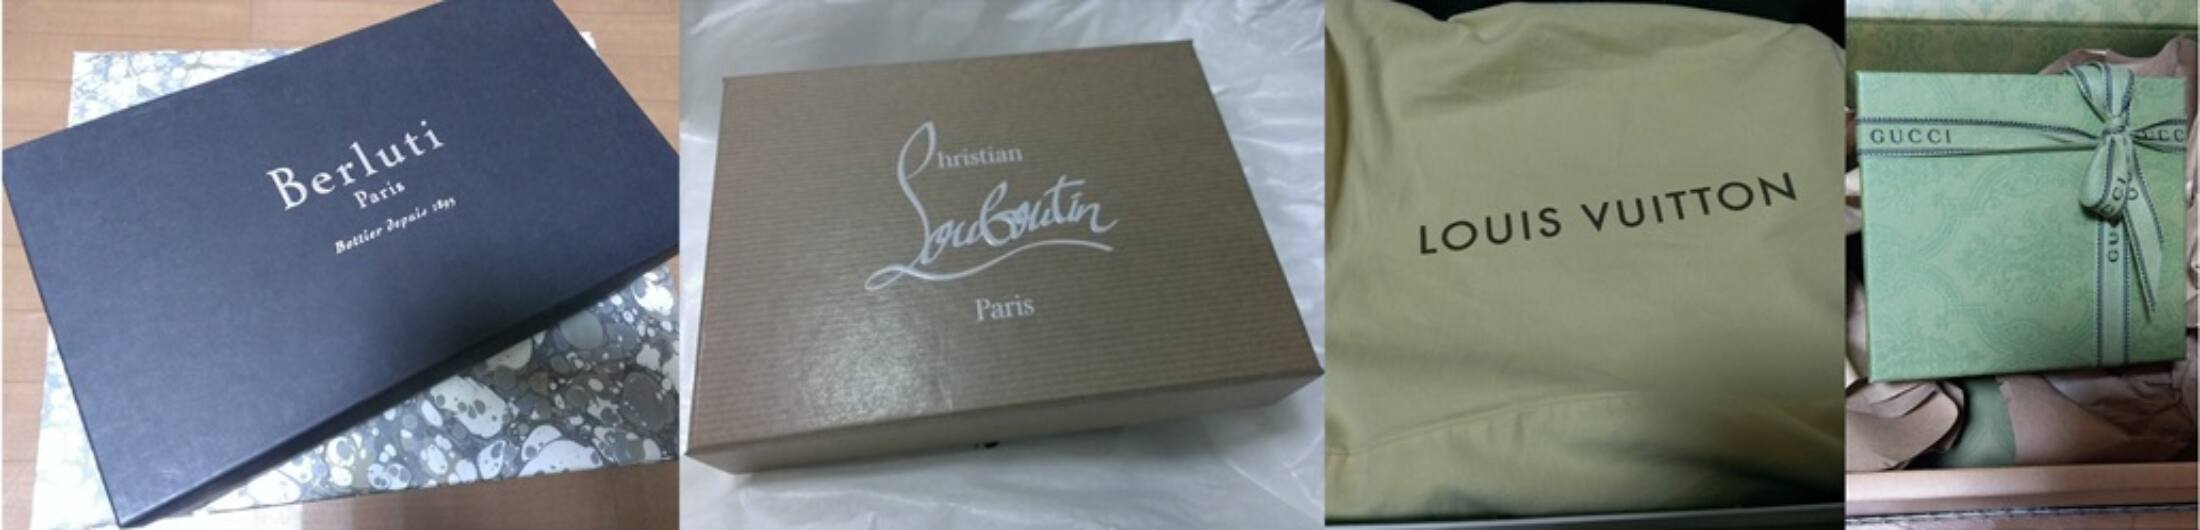 Berluti
Paris
Bottier depuis 1895
Christian
Louboutin
Paris
LOUIS VUITTON
GUCCI
GUCCI